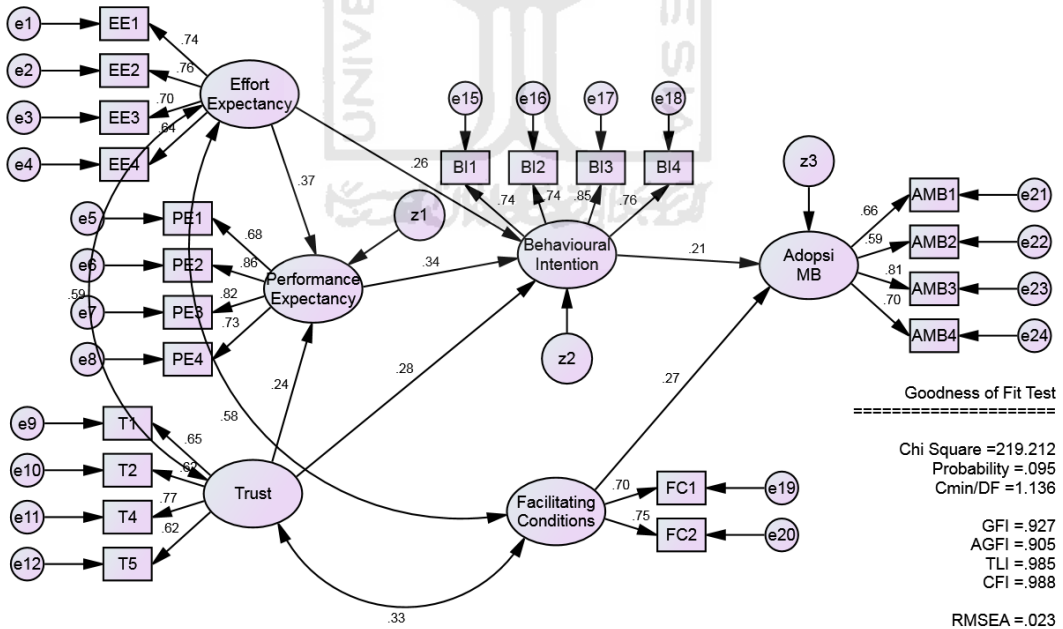 e1
EE1
.74
e2
EE2
.76
e3
EE3
.70
e4
EE4
.64
Effort
Expectancy
e5
PE1
.68
e6
PE2
.86
e7
PE3
.82
e8
PE4
.73
Performance
Expectancy
z1
e9
T1
.65
e10
T2
.62
e11
T4
.77
e12
T5
.62
Trust
.59
.58
.37
.26
.34
.24
.28
.33
e15
e16
e17
e18
BI1
BI2
BI3
BI4
.74
.74
.85
.76
Behavioural
Intention
z2
.21
.27
z3
Adopsi
MB
.66
AMB1
e21
.59
AMB2
e22
.81
AMB3
e23
.70
AMB4
e24
Facilitating
Conditions
.70
FC1
e19
.75
FC2
e20
Goodness of Fit Test
=====================
Chi Square =219.212
Probability =.095
Cmin/DF =1.136
GFI =.927
AGFI =.905
TLI =.985
CFI =.988
RMSEA =.023